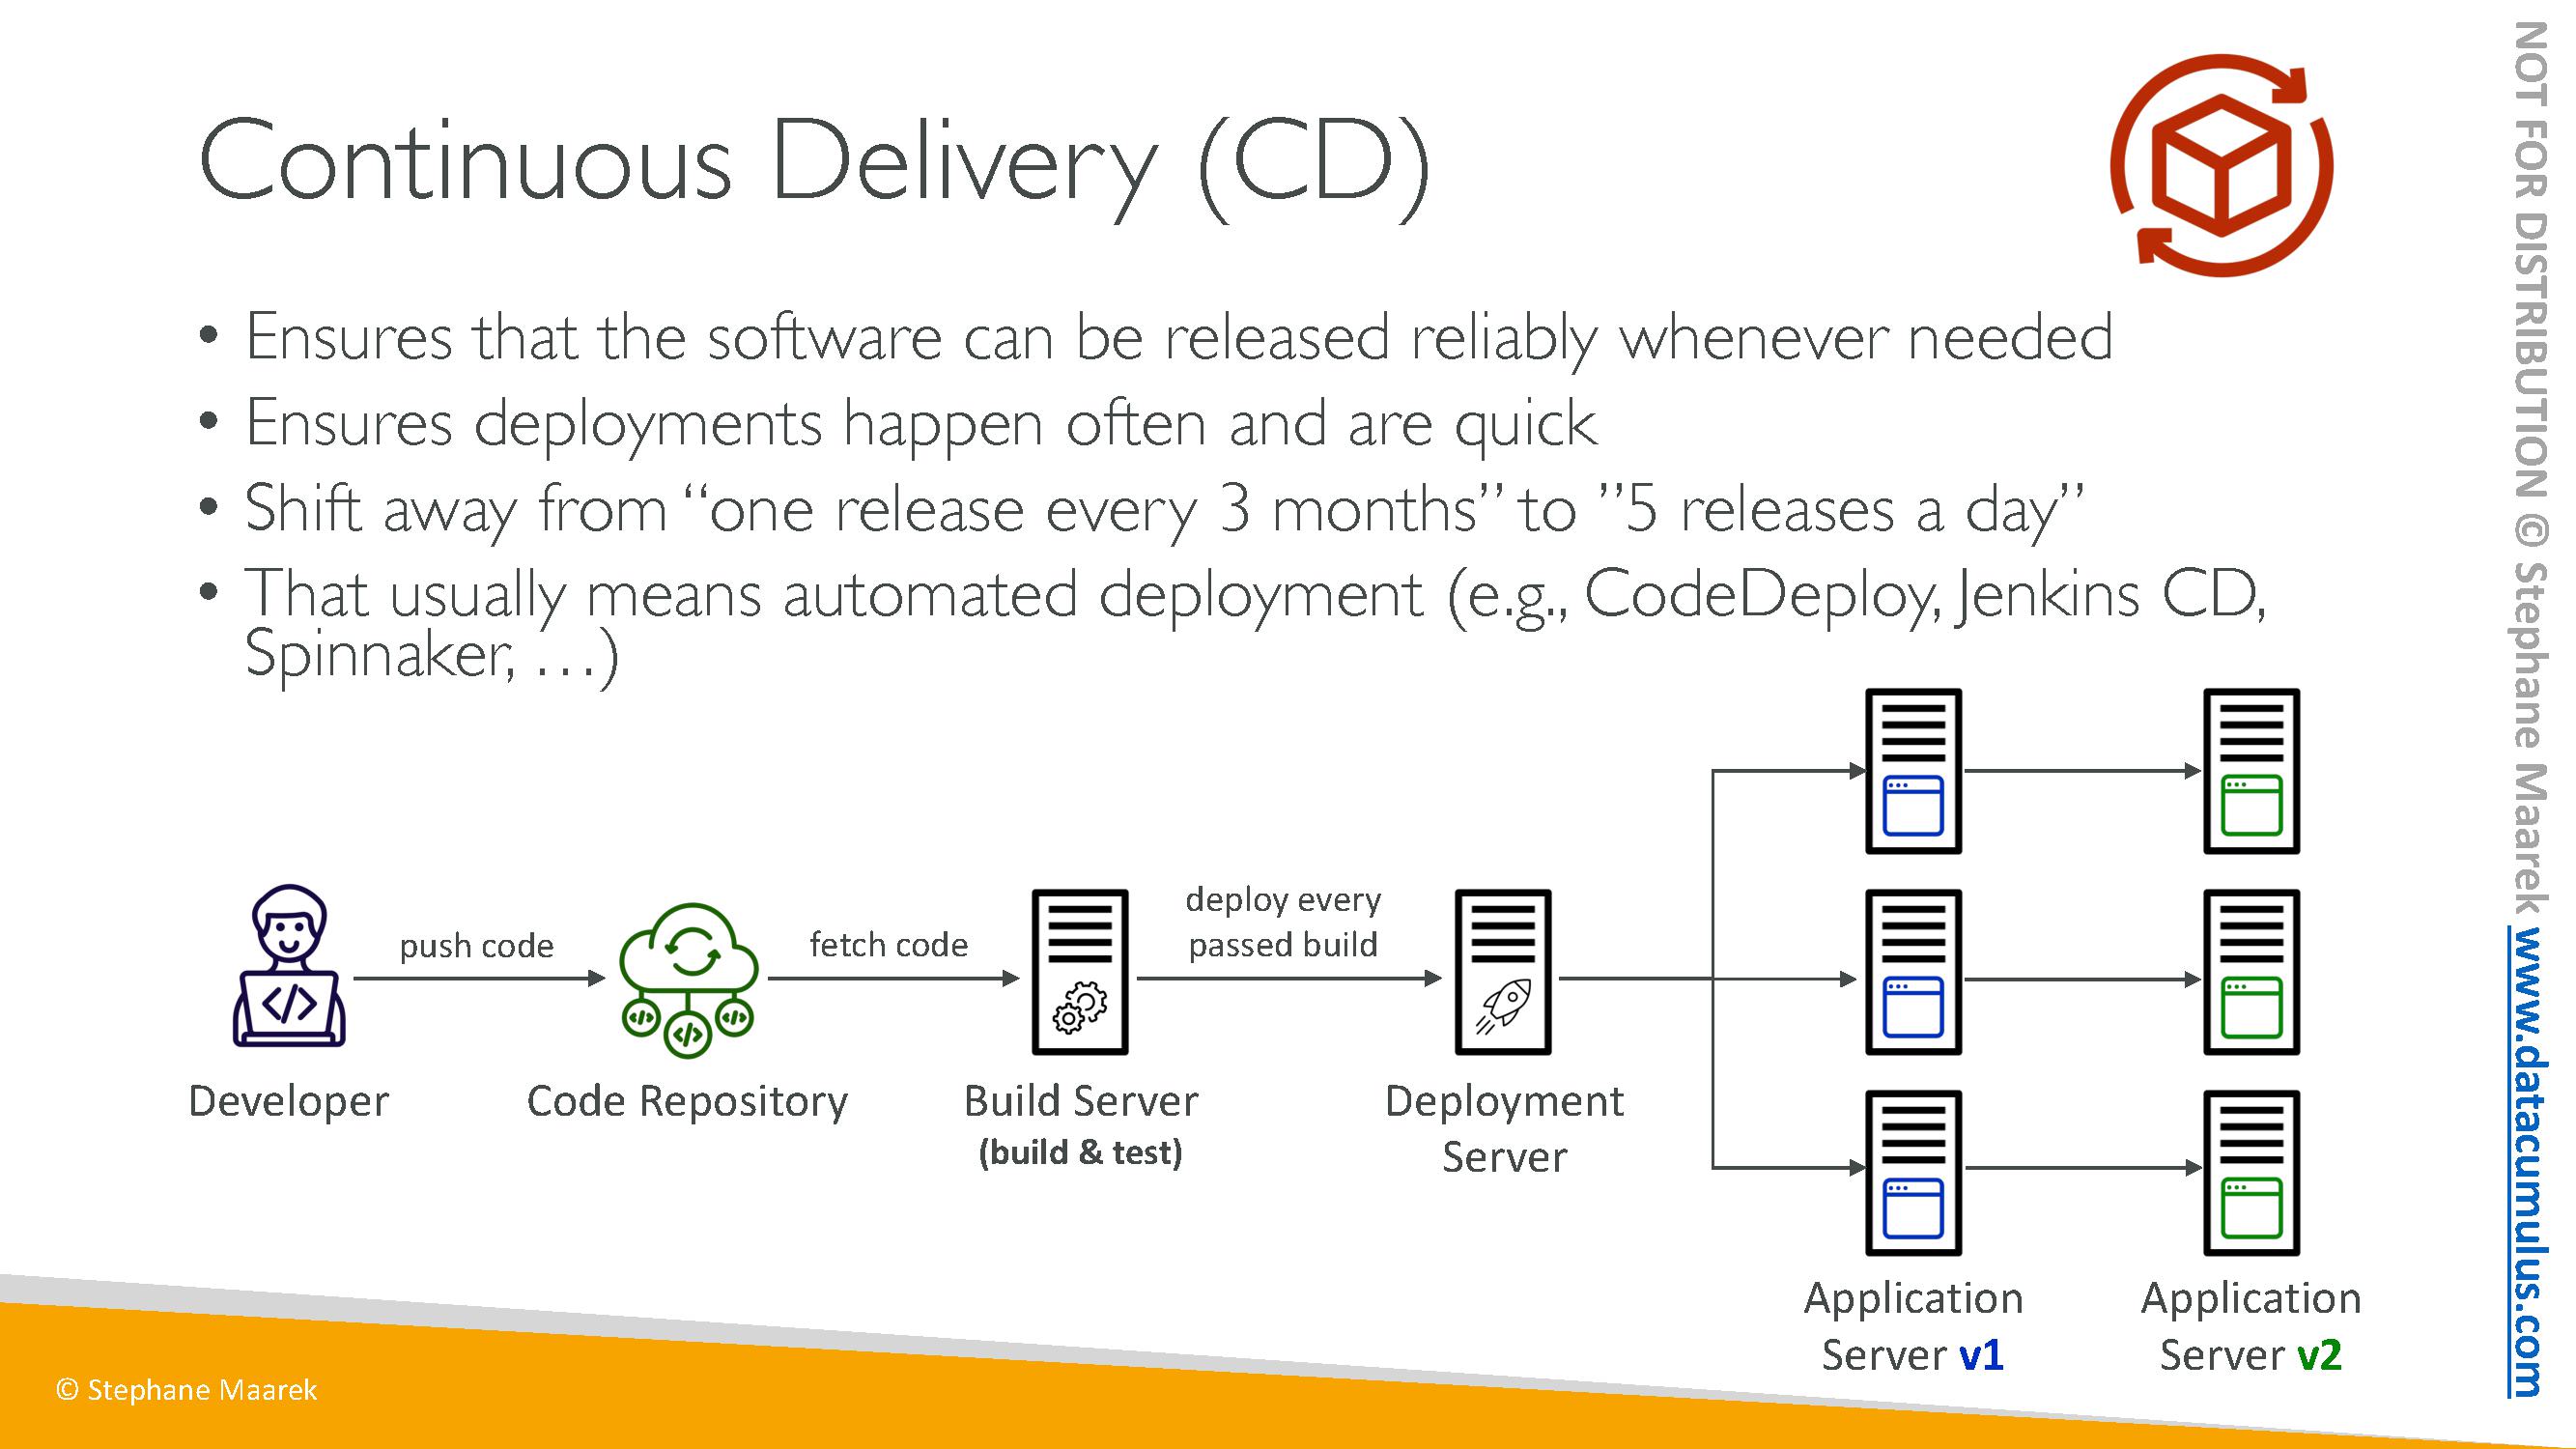 Continuous Delivery (CD)
• Ensures that the software can be released reliably whenever needed
• Ensures deployments happen often and are quick
• Shift away from “one release every 3 months” to ”5 releases a day”
• That usually means automated deployment (e.g., CodeDeploy, Jenkins CD,
Spinnaker, …)
push code
fetch code
deploy every
passed build
Developer
Code Repository
Build Server
(build & test)
Deployment
Server
Application
Server v1
Application
Server v2
© Stephane Maarek
NOT FOR DISTRIBUTION © Stephane Maarek www.datacumulus.com